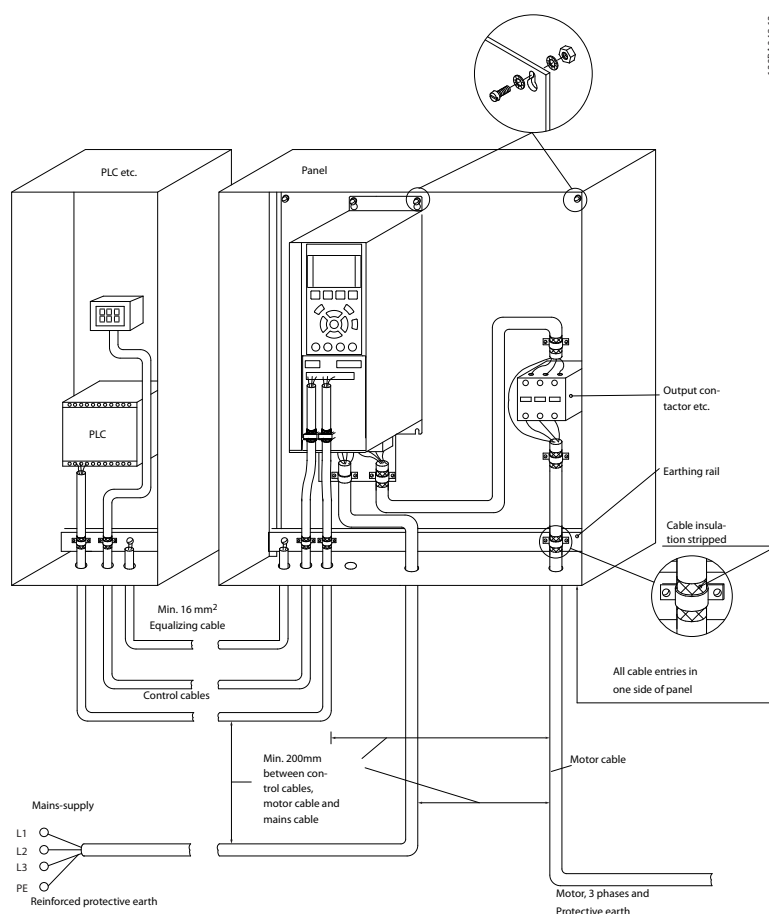 PLC etc.
Panel
PLC
Output con-
tactor etc.
Earthing rail
Cable insula-
tion stripped
Min. 16 mm²
Equalizing cable
Control cables
All cable entries in
one side of panel
Min. 200mm
between con-
trol cables,
motor cable and
mains cable
Motor cable
Mains-supply
L1
L2
L3
PE
Reinforced protective earth
Motor, 3 phases and
Protective earth